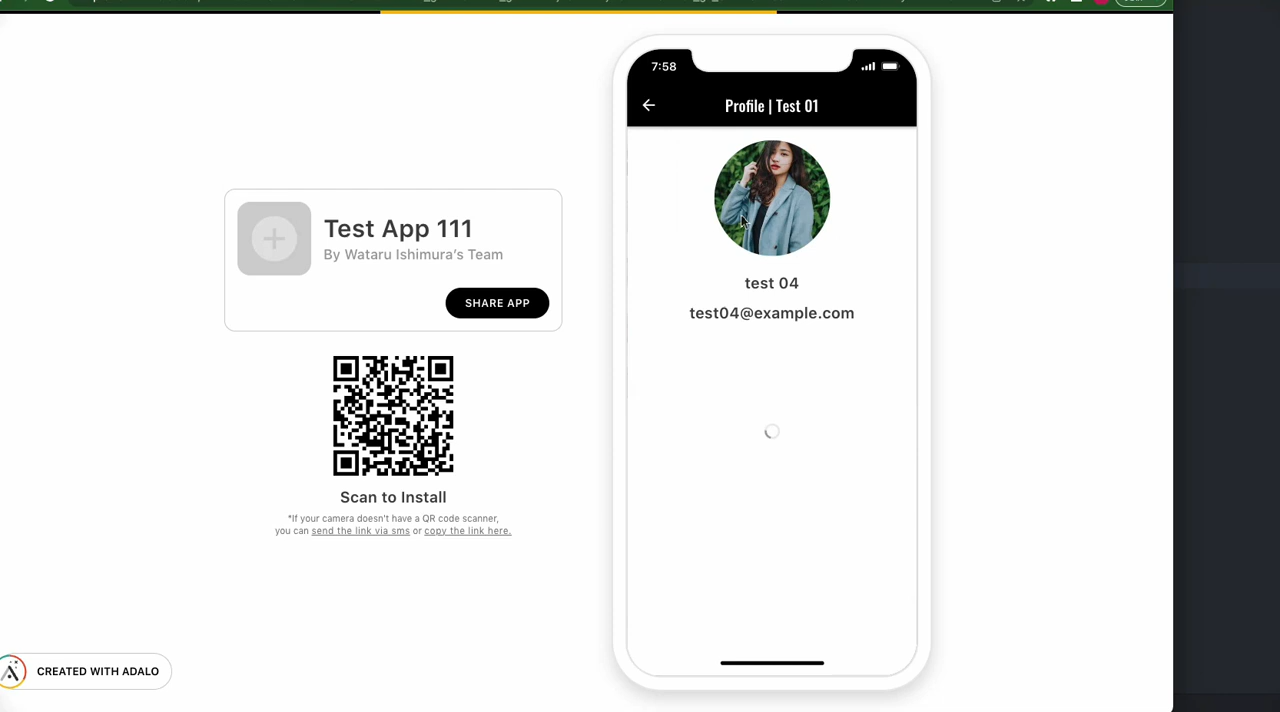 7:58
Profile | Test 01
Test App 111
By Wataru Ishimura's Team
SHARE APP
test 04
test04@example.com
Scan to Install
*If your camera doesn't have a QR code scanner,
you can send the link via sms or copy the link here.
CREATED WITH ADALO